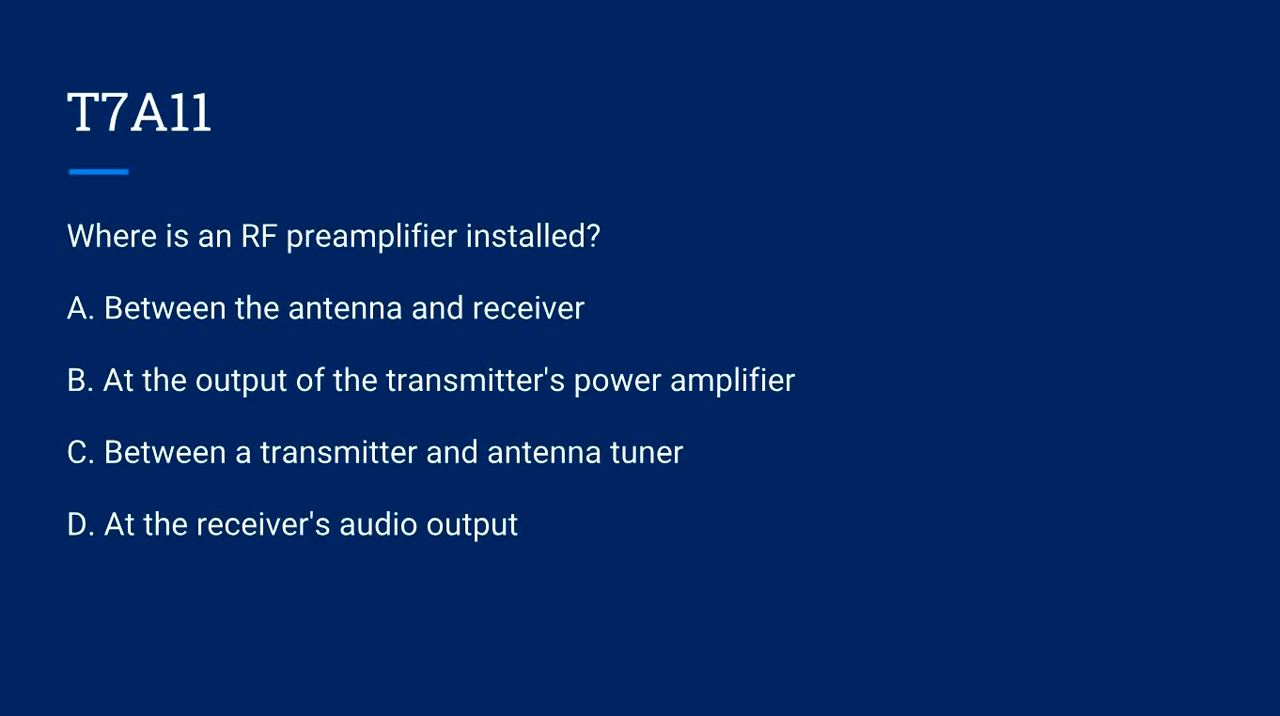 T7A11
Where is an RF preamplifier installed?
A. Between the antenna and receiver
B. At the output of the transmitter's power amplifier
C. Between a transmitter and antenna tuner
D. At the receiver's audio output